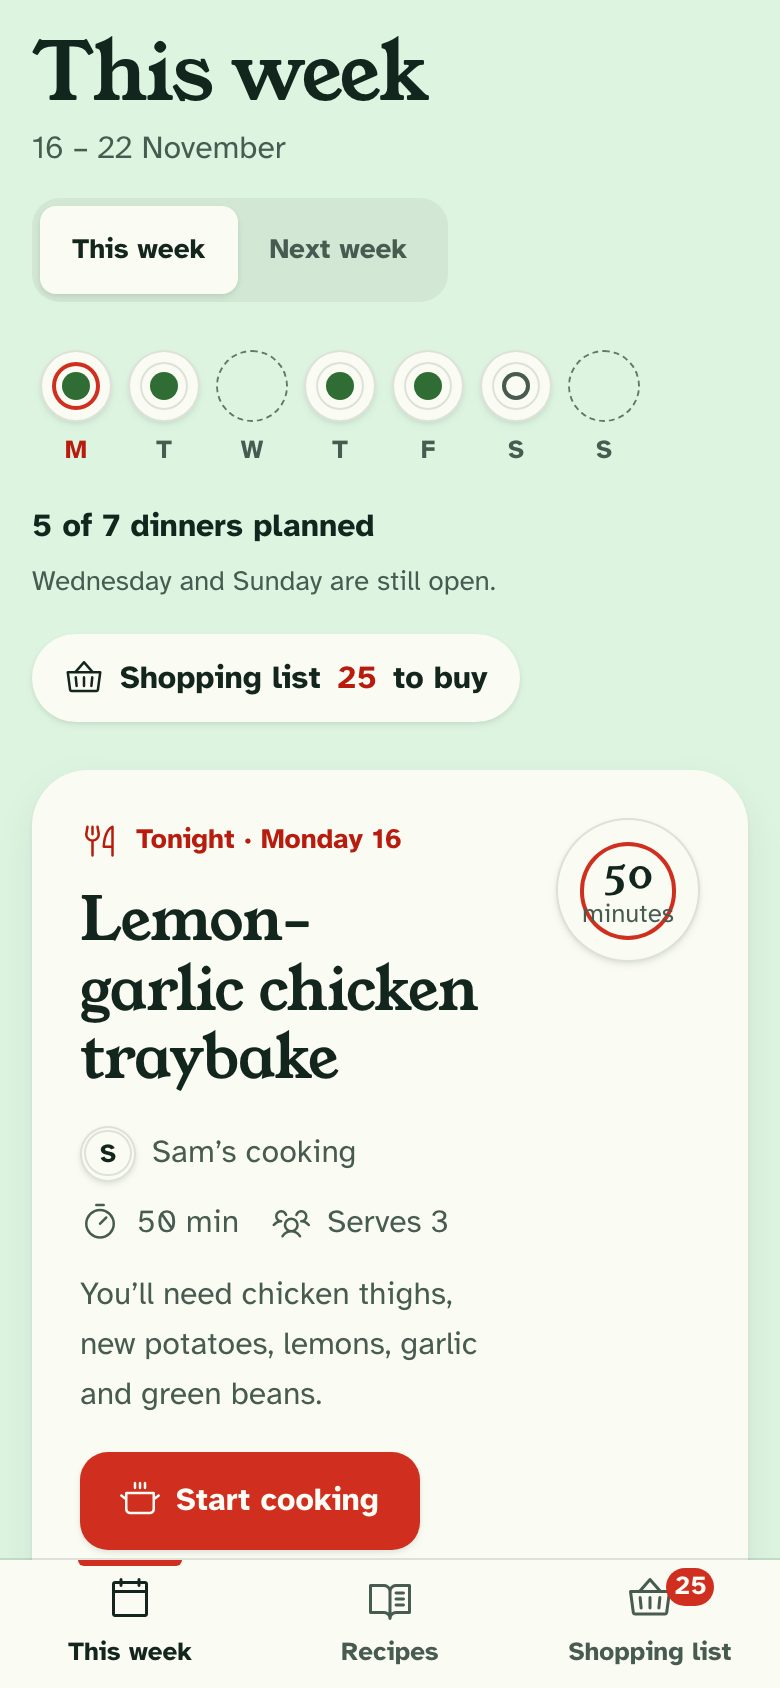 This week
16 – 22 November
This week Next week
M T W T F S S
5 of 7 dinners planned
Wednesday and Sunday are still open.
Shopping list 25 to buy
Tonight · Monday 16
50
minutes
Lemon-
garlic chicken
traybake
S Sam’s cooking
50 min Serves 3
You’ll need chicken thighs,
new potatoes, lemons, garlic
and green beans.
Start cooking
25
This week Recipes Shopping list